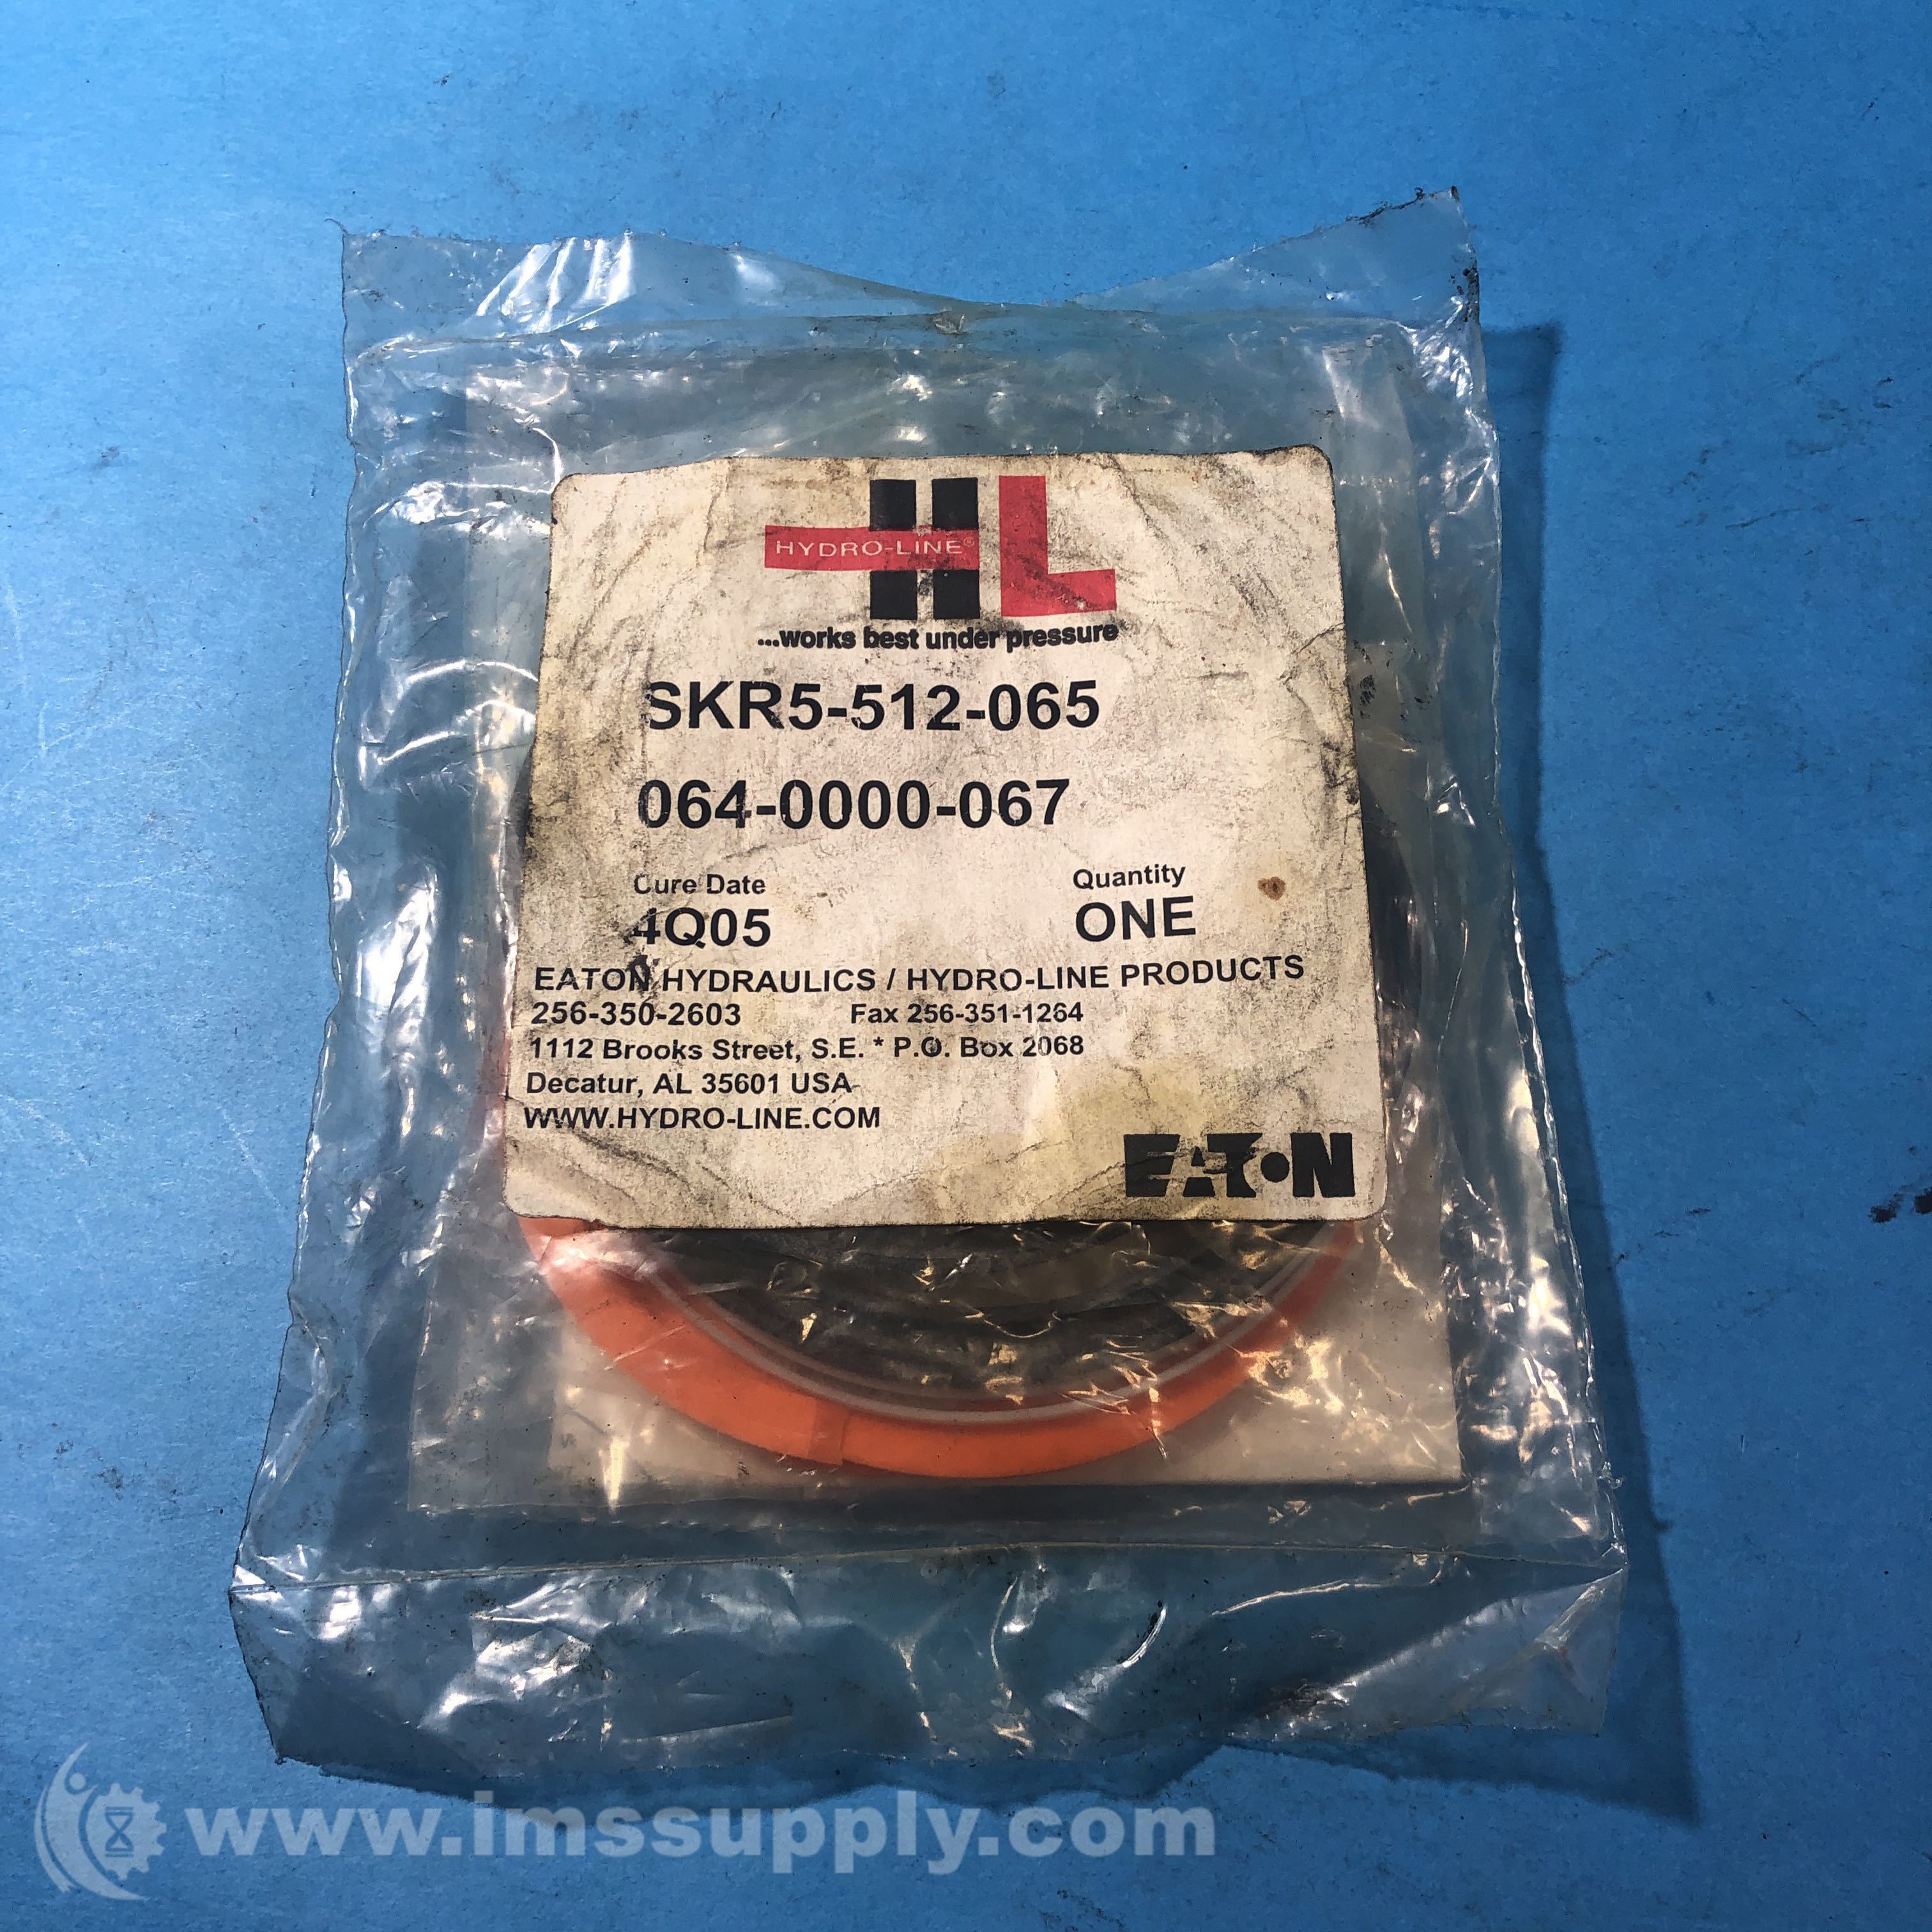 HYDRO-LINE®
HL
...works best under pressure
SKR5-512-065
064-0000-067
Cure Date
Quantity
4Q05
ONE
EATON HYDRAULICS / HYDRO-LINE PRODUCTS
256-350-2603 Fax 256-351-1264
1112 Brooks Street, S.E. * P.O. Box 2068
Decatur, AL 35601 USA
WWW.HYDRO-LINE.COM
EATON
www.imssupply.com